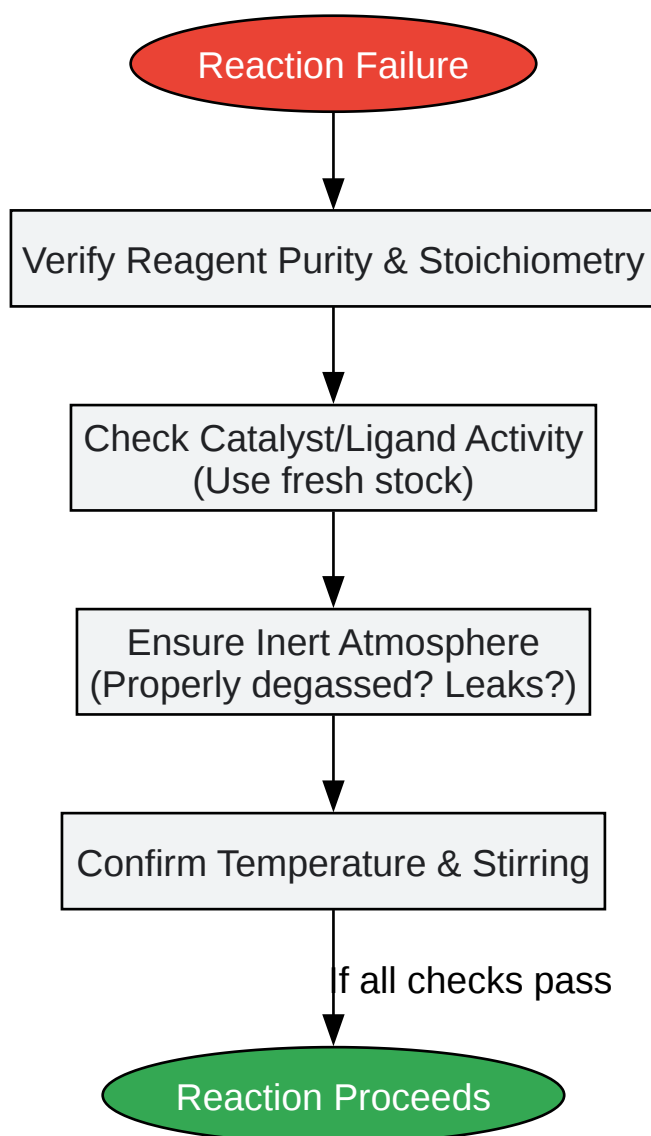 Reaction Failure
Verify Reagent Purity & Stoichiometry
Check Catalyst/Ligand Activity
(Use fresh stock)
Ensure Inert Atmosphere
(Properly degassed? Leaks?)
Confirm Temperature & Stirring
If all checks pass
Reaction Proceeds